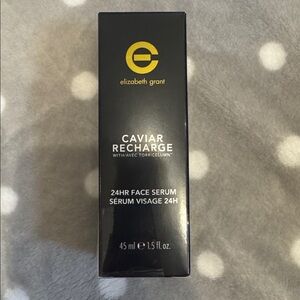 elizabeth grant
CAVIAR
RECHARGE
WITH/AVEC TORRICELUMN™
24HR FACE SERUM
SÉRUM VISAGE 24H
45 ml ℮ 1.5 fl. oz.